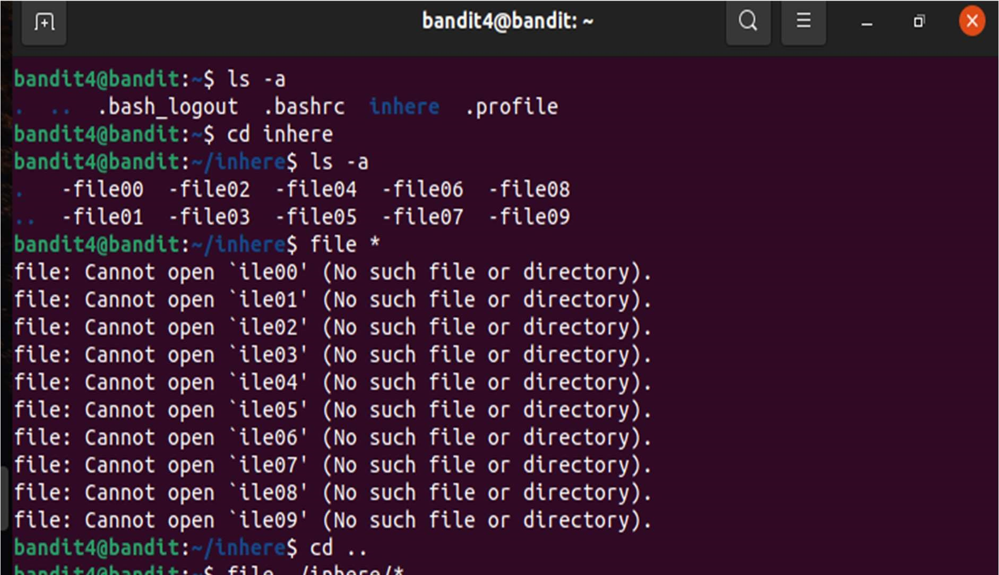 bandit4@bandit: ~
bandit4@bandit:~$ ls -a
. .. .bash_logout .bashrc inhere .profile
bandit4@bandit:~$ cd inhere
bandit4@bandit:~/inhere$ ls -a
. -file00 -file02 -file04 -file06 -file08
.. -file01 -file03 -file05 -file07 -file09
bandit4@bandit:~/inhere$ file *
file: Cannot open `ile00' (No such file or directory).
file: Cannot open `ile01' (No such file or directory).
file: Cannot open `ile02' (No such file or directory).
file: Cannot open `ile03' (No such file or directory).
file: Cannot open `ile04' (No such file or directory).
file: Cannot open `ile05' (No such file or directory).
file: Cannot open `ile06' (No such file or directory).
file: Cannot open `ile07' (No such file or directory).
file: Cannot open `ile08' (No such file or directory).
file: Cannot open `ile09' (No such file or directory).
bandit4@bandit:~/inhere$ cd ..
bandit4@bandit:~$ file ./inhere/*